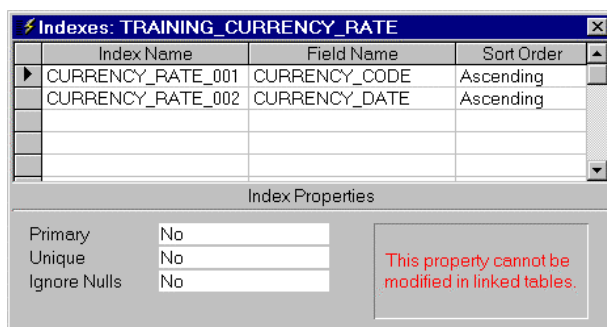 Indexes: TRAINING_CURRENCY_RATE
Index Name Field Name Sort Order
CURRENCY_RATE_001 CURRENCY_CODE Ascending
CURRENCY_RATE_002 CURRENCY_DATE Ascending
Index Properties
Primary No
Unique No
Ignore Nulls No
This property cannot be
modified in linked tables.